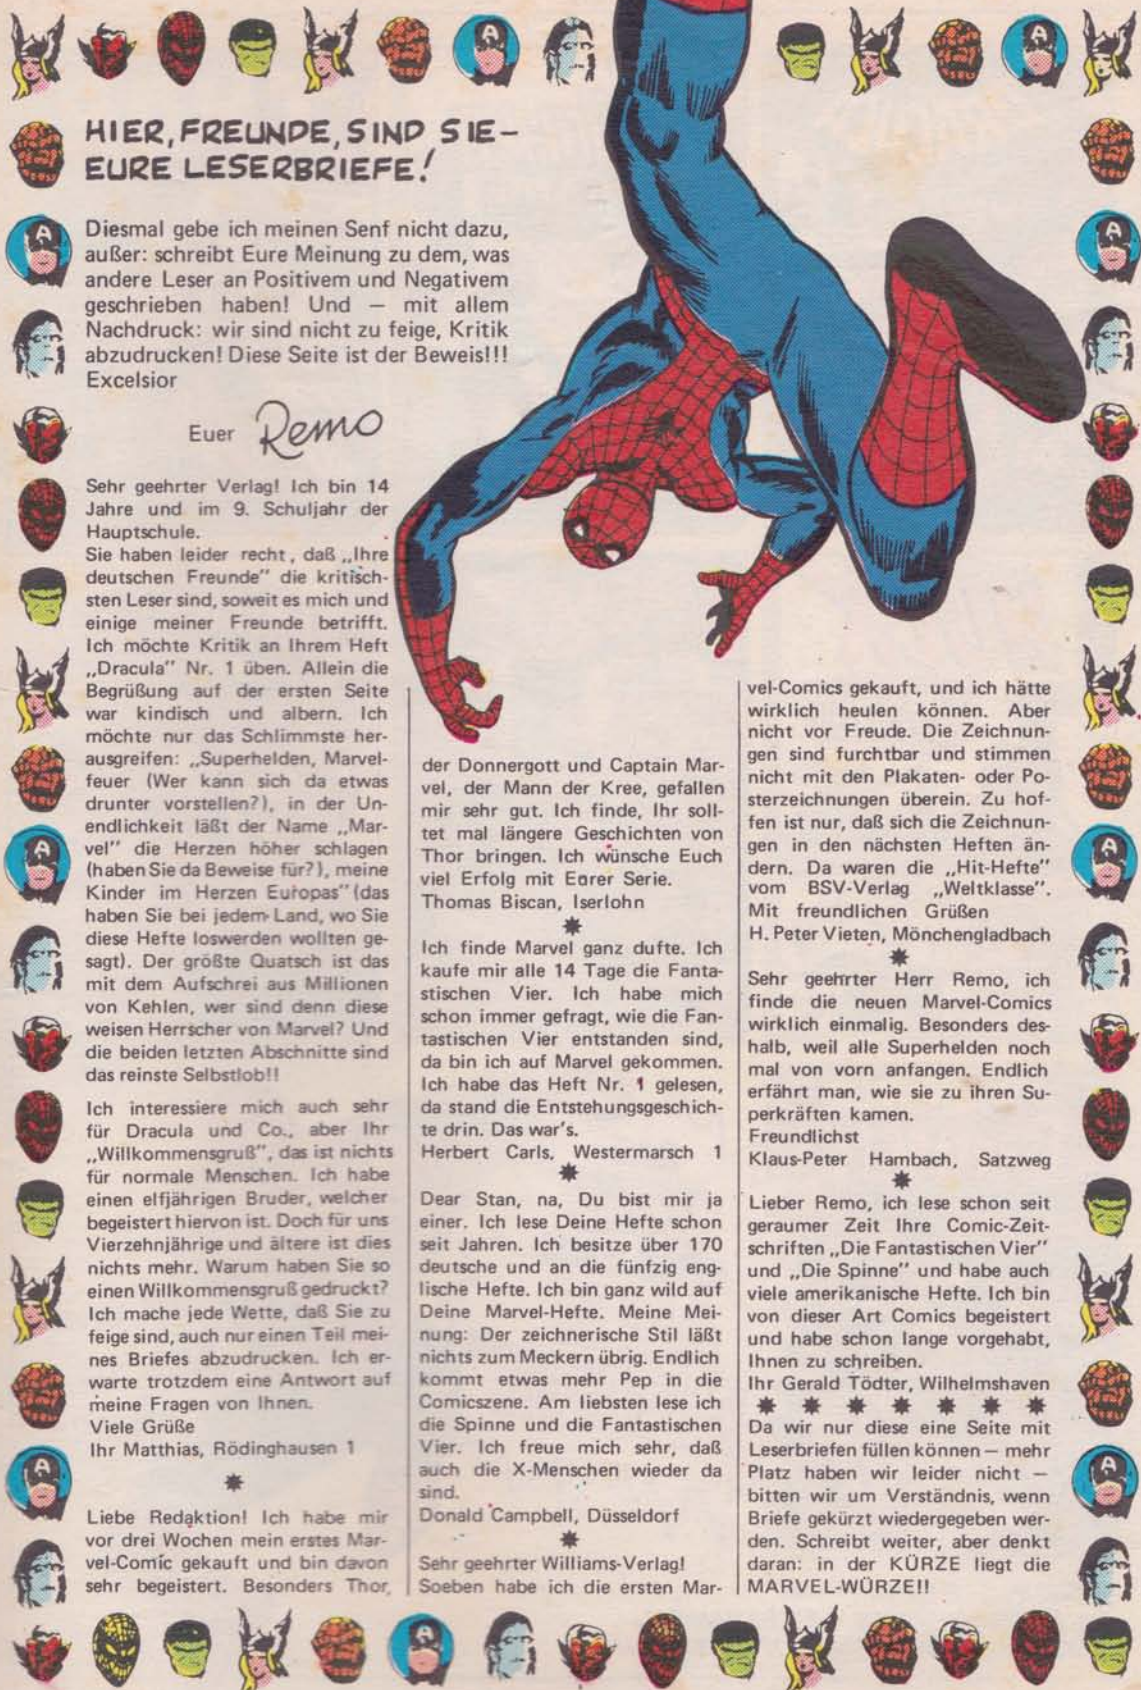 HIER, FREUNDE, SIND SIE-
EURE LESERBRIEFE!
Diesmal gebe ich meinen Senf nicht dazu,
außer: schreibt Eure Meinung zu dem, was
andere Leser an Positivem und Negativem
geschrieben haben! Und — mit allem
Nachdruck: wir sind nicht zu feige, Kritik
abzudrucken! Diese Seite ist der Beweis!!!
Excelsior
Euer Remo
Sehr geehrter Verlag! Ich bin 14
Jahre und im 9. Schuljahr der
Hauptschule.
Sie haben leider recht, daß „Ihre
deutschen Freunde" die kritisch-
sten Leser sind, soweit es mich und
einige meiner Freunde betrifft.
Ich möchte Kritik an Ihrem Heft
„Dracula" Nr. 1 üben. Allein die
Begrüßung auf der ersten Seite
war kindisch und albern. Ich
möchte nur das Schlimmste her-
ausgreifen: „Superhelden, Marvel-
feuer (Wer kann sich da etwas
drunter vorstellen?), in der Un-
endlichkeit läßt der Name „Mar-
vel" die Herzen höher schlagen
(haben Sie da Beweise für?), meine
Kinder im Herzen Europas" (das
haben Sie bei jedem Land, wo Sie
diese Hefte loswerden wollten ge-
sagt). Der größte Quatsch ist das
mit dem Aufschrei aus Millionen
von Kehlen, wer sind denn diese
weisen Herrscher von Marvel? Und
die beiden letzten Abschnitte sind
das reinste Selbstlob!!
Ich interessiere mich auch sehr
für Dracula und Co., aber Ihr
„Willkommensgruß", das ist nichts
für normale Menschen. Ich habe
einen elfjährigen Bruder, welcher
begeistert hiervon ist. Doch für uns
Vierzehnjährige und ältere ist dies
nichts mehr. Warum haben Sie so
einen Willkommensgruß gedruckt?
Ich mache jede Wette, daß Sie zu
feige sind, auch nur einen Teil mei-
nes Briefes abzudrucken. Ich er-
warte trotzdem eine Antwort auf
meine Fragen von Ihnen.
Viele Grüße
Ihr Matthias, Rödinghausen 1
Liebe Redaktion! Ich habe mir
vor drei Wochen mein erstes Mar-
vel-Comic gekauft und bin davon
sehr begeistert. Besonders Thor,
der Donnergott und Captain Mar-
vel, der Mann der Kree, gefallen
mir sehr gut. Ich finde, Ihr soll-
tet mal längere Geschichten von
Thor bringen. Ich wünsche Euch
viel Erfolg mit Eorer Serie.
Thomas Biscan, Iserlohn
Ich finde Marvel ganz dufte. Ich
kaufe mir alle 14 Tage die Fanta-
stischen Vier. Ich habe mich
schon immer gefragt, wie die Fan-
tastischen Vier entstanden sind,
da bin ich auf Marvel gekommen.
Ich habe das Heft Nr. 1 gelesen,
da stand die Entstehungsgeschich-
te drin. Das war's.
Herbert Carls, Westermarsch 1
Dear Stan, na, Du bist mir ja
einer. Ich lese Deine Hefte schon
seit Jahren. Ich besitze über 170
deutsche und an die fünfzig eng-
lische Hefte. Ich bin ganz wild auf
Deine Marvel-Hefte. Meine Mei-
nung: Der zeichnerische Stil läßt
nichts zum Meckern übrig. Endlich
kommt etwas mehr Pep in die
Comicszene. Am liebsten lese ich
die Spinne und die Fantastischen
Vier. Ich freue mich sehr, daß
auch die X-Menschen wieder da
sind.
Donald Campbell, Düsseldorf
Sehr geehrter Williams-Verlag!
Soeben habe ich die ersten Mar-
vel-Comics gekauft, und ich hätte
wirklich heulen können. Aber
nicht vor Freude. Die Zeichnun-
gen sind furchtbar und stimmen
nicht mit den Plakaten- oder Po-
sterzeichnungen überein. Zu hof-
fen ist nur, daß sich die Zeichnun-
gen in den nächsten Heften än-
dern. Da waren die „Hit-Hefte"
vom BSV-Verlag „Weltklasse".
Mit freundlichen Grüßen
H. Peter Vieten, Mönchengladbach
Sehr geehrter Herr Remo, ich
finde die neuen Marvel-Comics
wirklich einmalig. Besonders des-
halb, weil alle Superhelden noch
mal von vorn anfangen. Endlich
erfährt man, wie sie zu ihren Su-
perkräften kamen.
Freundlichst
Klaus-Peter Hambach, Satzweg
Lieber Remo, ich lese schon seit
geraumer Zeit Ihre Comic-Zeit-
schriften „Die Fantastischen Vier"
und „Die Spinne" und habe auch
viele amerikanische Hefte. Ich bin
von dieser Art Comics begeistert
und habe schon lange vorgehabt,
Ihnen zu schreiben.
Ihr Gerald Tödter, Wilhelmshaven
Da wir nur diese eine Seite mit
Leserbriefen füllen können — mehr
Platz haben wir leider nicht —
bitten wir um Verständnis, wenn
Briefe gekürzt wiedergegeben wer-
den. Schreibt weiter, aber denkt
daran: in der KÜRZE liegt die
MARVEL-WÜRZE!!